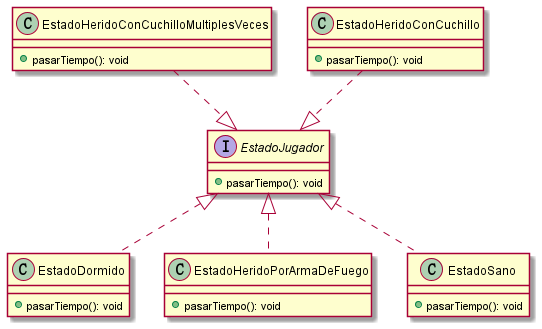 C EstadoHeridoConCuchilloMultiplesVeces
pasarTiempo(): void
C EstadoHeridoConCuchillo
pasarTiempo(): void
I EstadoJugador
pasarTiempo(): void
C EstadoDormido
pasarTiempo(): void
C EstadoHeridoPorArmaDeFuego
pasarTiempo(): void
C EstadoSano
pasarTiempo(): void